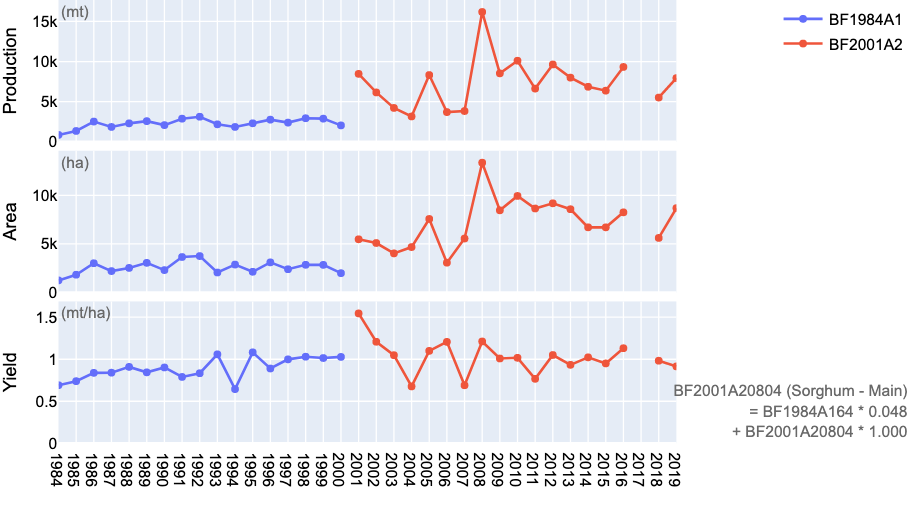 Production
(mt)
15k
10k
5k
0
BF1984A1
BF2001A2
Area
(ha)
10k
5k
0
Yield
(mt/ha)
1.5
1
0.5
0
BF2001A20804 (Sorghum - Main)
= BF1984A164 * 0.048
+ BF2001A20804 * 1.000
1984 1985 1986 1987 1988 1989 1990 1991 1992 1993 1994 1995 1996 1997 1998 1999 2000 2001 2002 2003 2004 2005 2006 2007 2008 2009 2010 2011 2012 2013 2014 2015 2016 2017 2018 2019